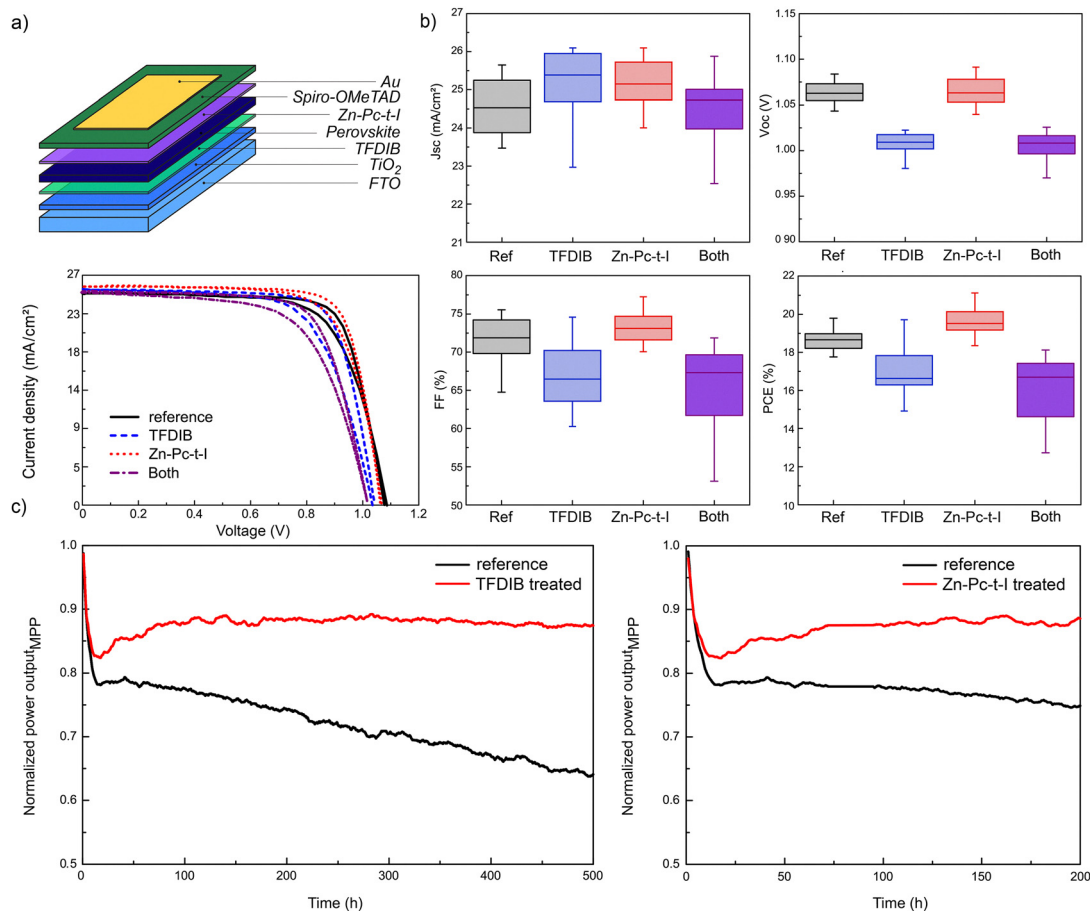 a)
Au
Spiro-OMeTAD
Zn-Pc-t-I
Perovskite
TFDIB
TiO2
FTO
27
23
18
14
9
5
0
Current density (mA/cm²)
reference
TFDIB
Zn-Pc-t-I
Both
0 0.2 0.4 0.6 0.8 1.0 1.2
Voltage (V)
b)
26
26
25
24
23
22
21
Jsc (mA/cm²)
Ref TFDIB Zn-Pc-t-I Both
1.10
1.05
1.00
0 90
Voc (V)
Ref TFDIB Zn-Pc-t-I Both
80
75
70
65
60
55
50
FF (%)
Ref TFDIB Zn-Pc-t-I Both
22
20
18
16
14
12
10
PCE (%)
Ref TFDIB Zn-Pc-t-I Both
c)
1.0
0.9
0.8
0.7
0.6
0.5
Normalized power outputMPP
reference
TFDIB treated
0 100 200 300 400 500
Time (h)
1.0
0.9
0.8
0.7
0.6
0.5
Normalized power outputMPP
reference
Zn-Pc-t-I treated
0 50 100 150 200
Time (h)